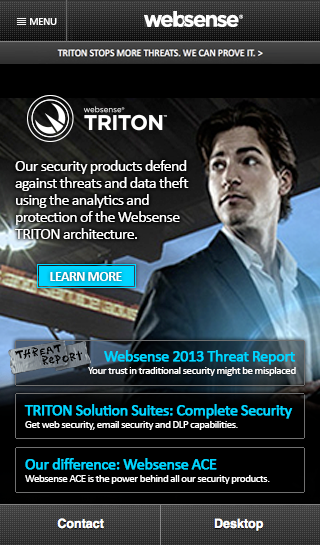 MENU
websense®
TRITON STOPS MORE THREATS. WE CAN PROVE IT. >
websense®
TRITON™
Our security products defend
against threats and data theft
using the analytics and
protection of the Websense
TRITON architecture.
LEARN MORE
THREAT
REPORT
Websense 2013 Threat Report
Your trust in traditional security might be misplaced
TRITON Solution Suites: Complete Security
Get web security, email security and DLP capabilities.
Our difference: Websense ACE
Websense ACE is the power behind all our security products.
Contact
Desktop